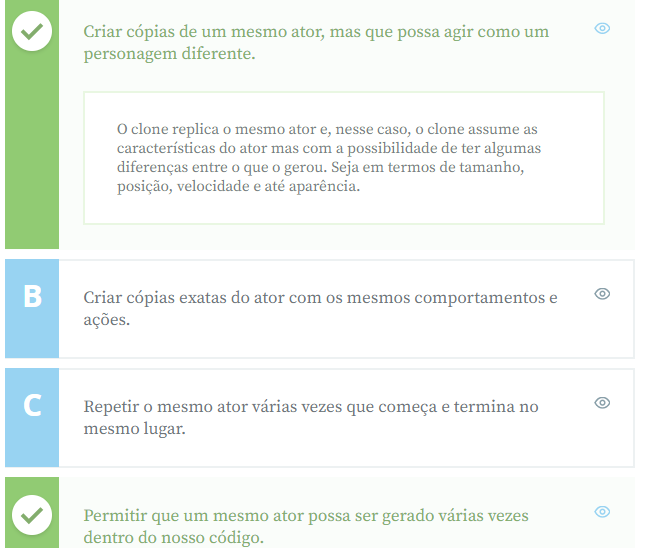 Criar cópias de um mesmo ator, mas que possa agir como um
personagem diferente.
O clone replica o mesmo ator e, nesse caso, o clone assume as
características do ator mas com a possibilidade de ter algumas
diferenças entre o que o gerou. Seja em termos de tamanho,
posição, velocidade e até aparência.
B
Criar cópias exatas do ator com os mesmos comportamentos e
ações.
C
Repetir o mesmo ator várias vezes que começa e termina no
mesmo lugar.
Permitir que um mesmo ator possa ser gerado várias vezes
dentro do nosso código.